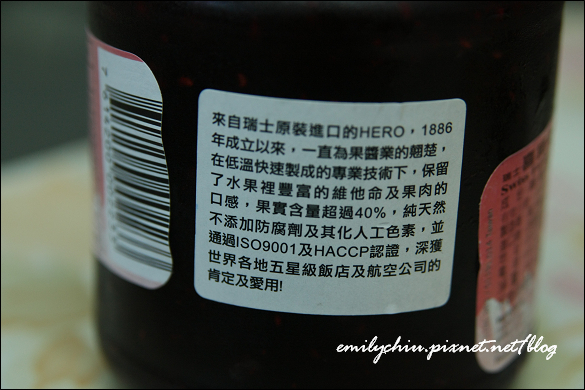 來自瑞士原裝進口的HERO，1886
年成立以來，一直為果醬業的翹楚，
在低溫快速製成的專業技術下，保留
了水果裡豐富的維他命及果肉的
口感，果實含量超過40%，純天然
不添加防腐劑及其化人工色素，並
通過ISO9001及HACCP認證，深獲
世界各地五星級飯店及航空公司的
肯定及愛用!
Swiss
emilychiu.pixnet.net/blog